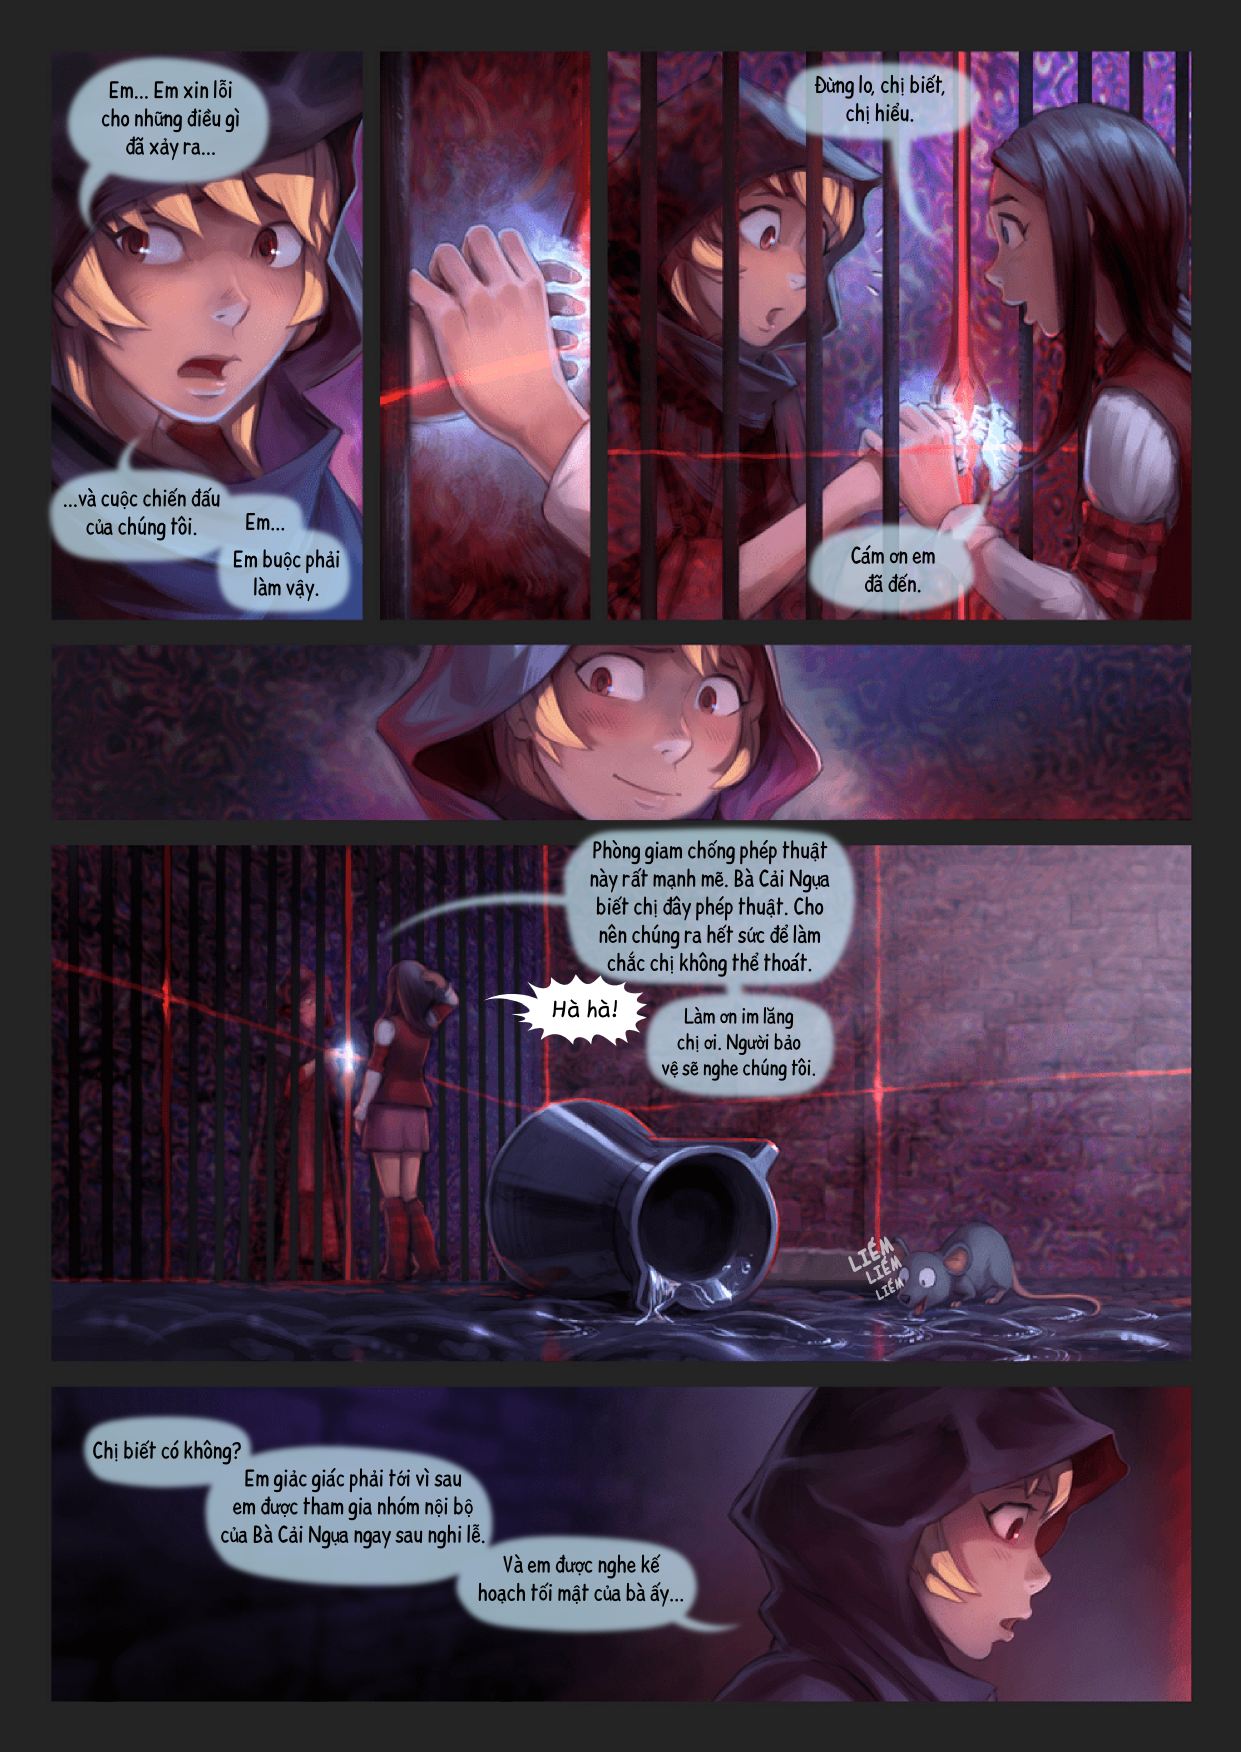 Em... Em xin lỗi
cho những điều gì
đã xảy ra...
...và cuộc chiến đấu
của chúng tôi.
Em...
Em buộc phải
làm vậy.
Đừng lo, chị biết,
chị hiểu.
Cám ơn em
đã đến.
Phòng giam chống phép thuật
này rất mạnh mẽ. Bà Cải Ngựa
biết chị đầy phép thuật. Cho
nên chúng ra hết sức để làm
chắc chị không thể thoát.
Hà hà!
Làm ơn im lăng
chị ơi. Người bảo
vệ sẽ nghe chúng tôi.
LIẾM
LIẾM
LIẾM
Chị biết có không?
Em giảc giác phải tới vì sau
em được tham gia nhóm nội bộ
của Bà Cải Ngựa ngay sau nghi lễ.
Và em được nghe kế
hoạch tối mật của bà ấy...